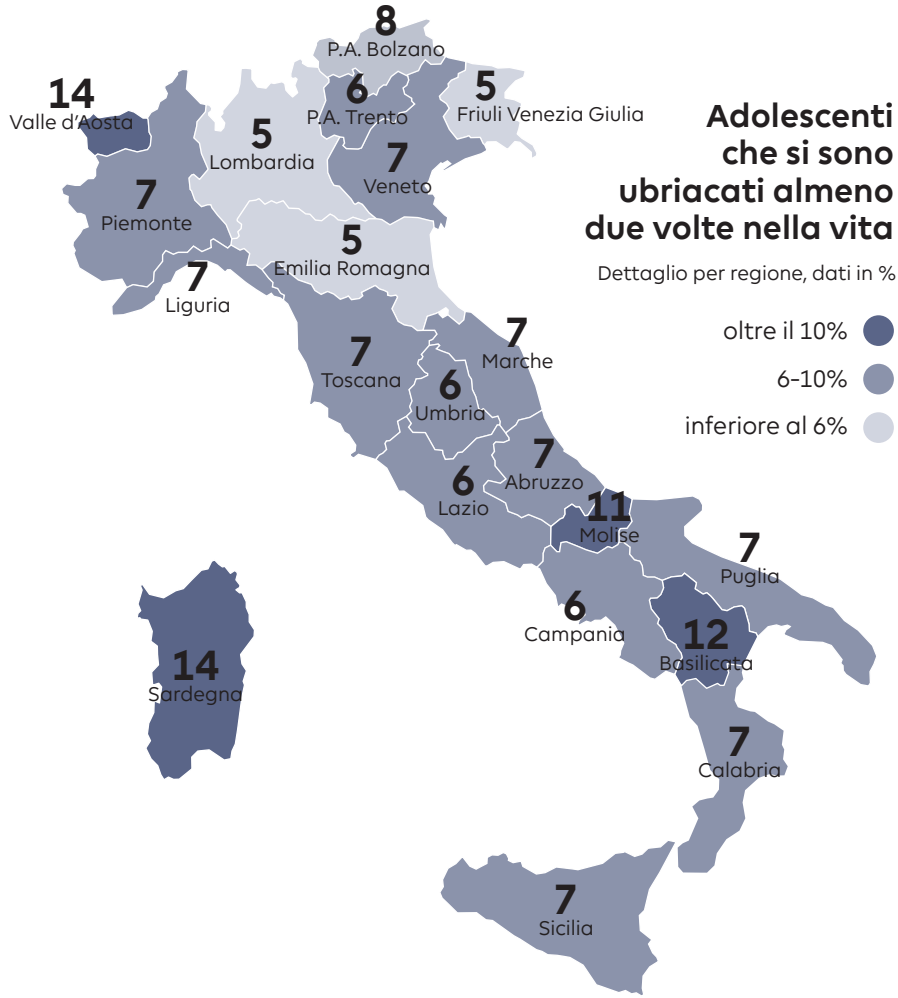 8
P.A. Bolzano
14
Valle d'Aosta
6
P.A. Trento
5
Friuli Venezia Giulia
5
Lombardia
7
Veneto
7
Piemonte
5
Emilia Romagna
7
Liguria
Adolescenti
che si sono
ubriacati almeno
due volte nella vita
Dettaglio per regione, dati in %
oltre il 10%
6-10%
inferiore al 6%
7
Marche
7
Toscana
6
Umbria
7
Abruzzo
6
Lazio
11
Molise
7
Puglia
6
Campania
12
Basilicata
14
Sardegna
7
Calabria
7
Sicilia